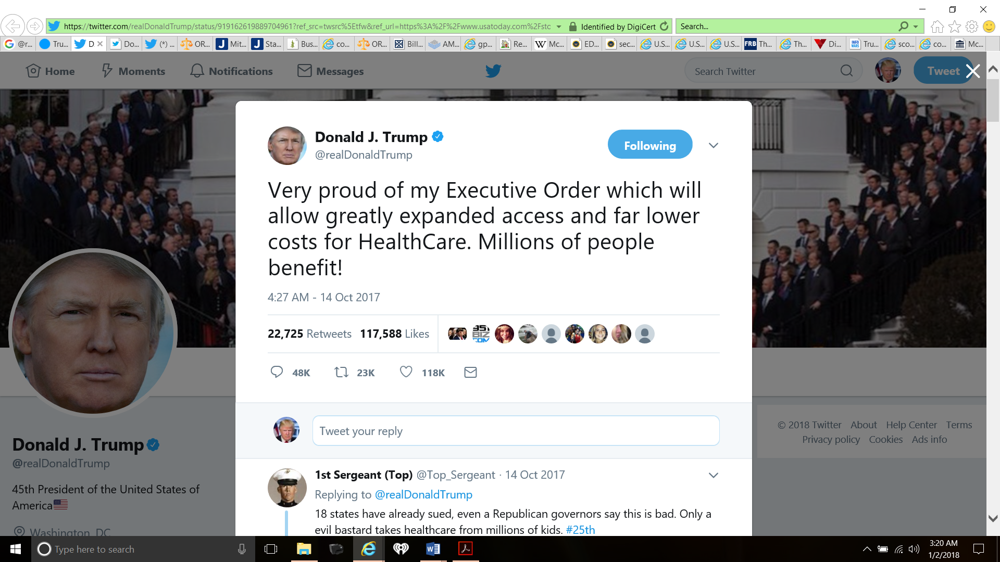 https://twitter.com/realDonaldTrump/status/919162619889704961?ref_src=twsrc%5Etfw&ref_url=https%3A%2F%2Fwww.usatoday.com%2Fstc
Identified by DigiCert
Search...
@r... Tru... D Do... (*) ... OR... Mit... Sta... Bus... co... OR... Bill... AM... gp... Re... Mc... ED... sec... U.S... U.S... U.S... FRB Th... Th... Di... INFO WARS Tru... sco... co... Mc...
Home Moments Notifications Messages Search Twitter Tweet
Donald J. Trump
@realDonaldTrump
Following
Very proud of my Executive Order which will
allow greatly expanded access and far lower
costs for HealthCare. Millions of people
benefit!
4:27 AM - 14 Oct 2017
22,725 Retweets 117,588 Likes
48K 23K 118K
Tweet your reply
1st Sergeant (Top) @Top_Sergeant · 14 Oct 2017
Replying to @realDonaldTrump
18 states have already sued, even a Republican governors say this is bad. Only a
evil bastard takes healthcare from millions of kids. #25th
Donald J. Trump
@realDonaldTrump
45th President of the United States of
America
Washington, DC
© 2018 Twitter About Help Center Terms
Privacy policy Cookies Ads info
Type here to search
3:20 AM
1/2/2018